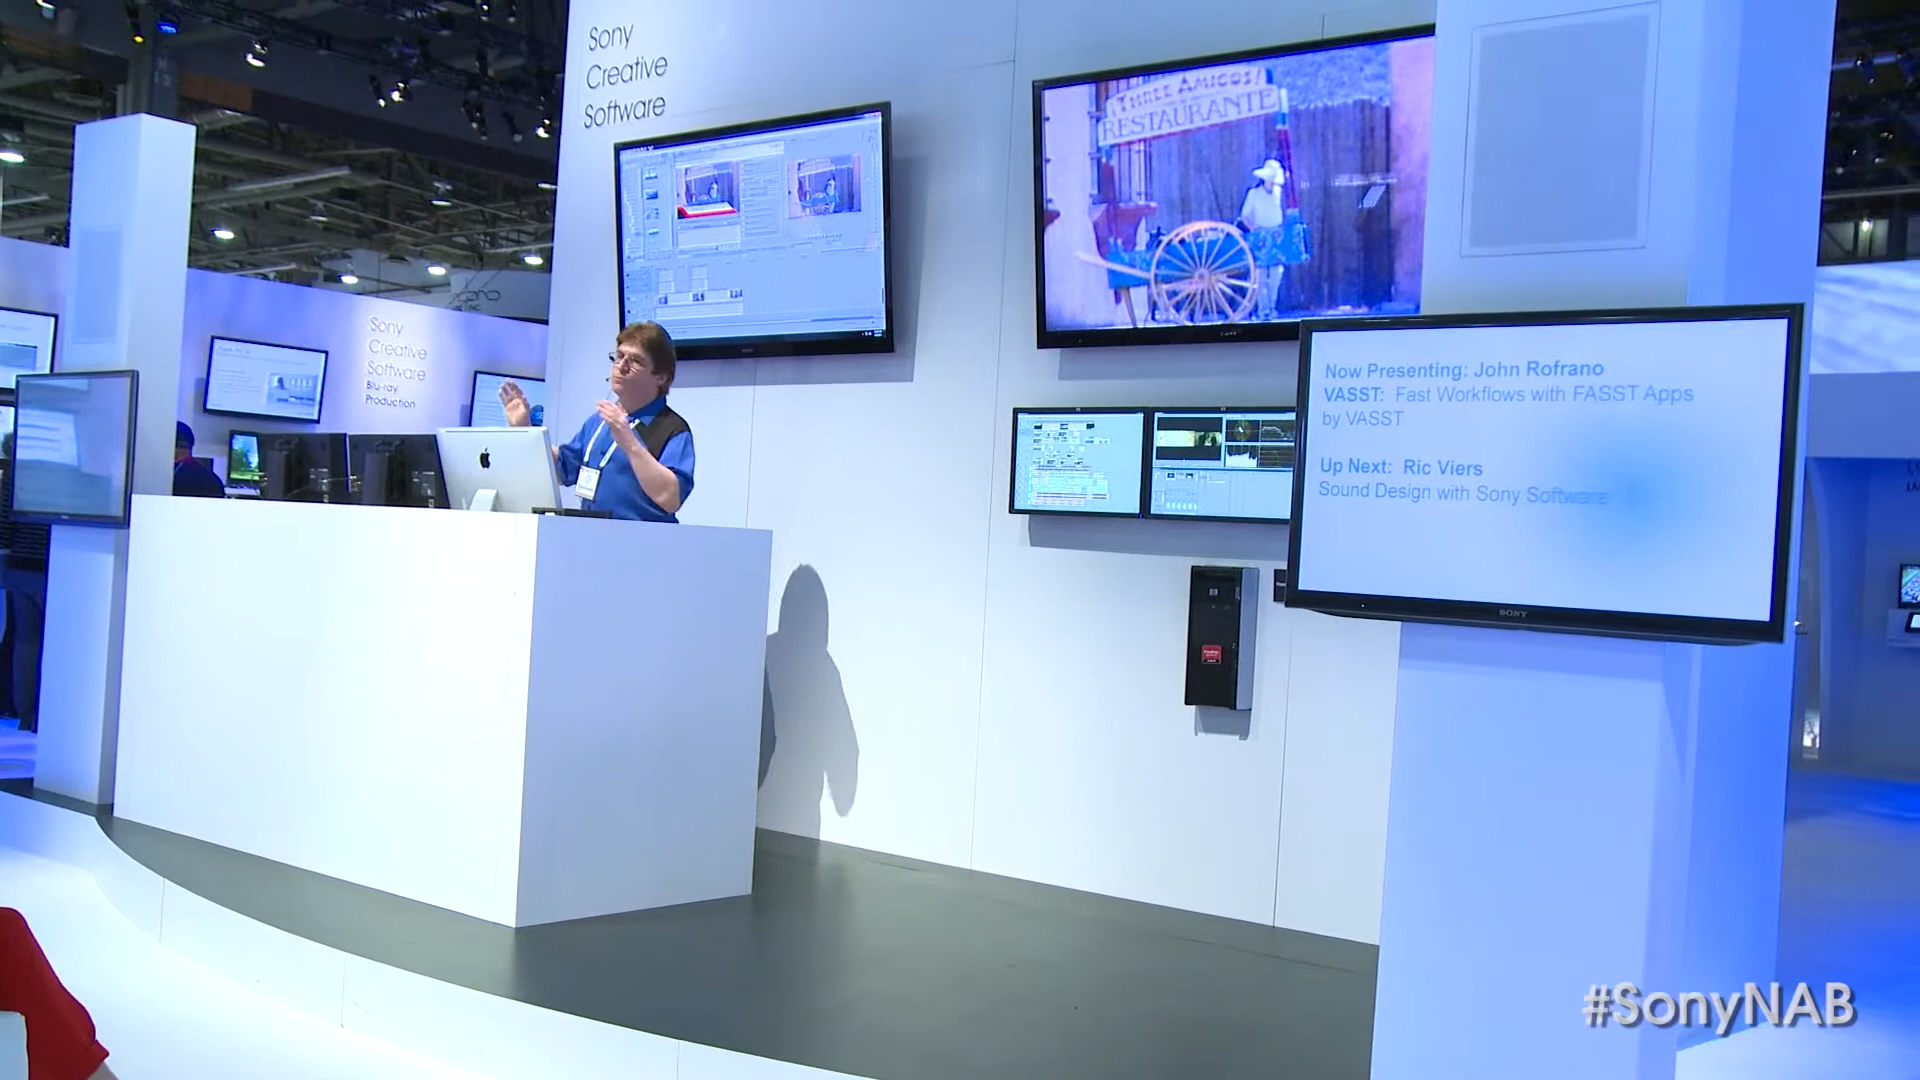 Sony
Creative
Software
THREE AMIGOS!
RESTAURANTE
Sony
Creative
Software
Blu-ray
Production
Now Presenting: John Rofrano
VASST: Fast Workflows with FASST Apps
by VASST
Up Next: Ric Viers
Sound Design with Sony Software
SONY
#SonyNAB